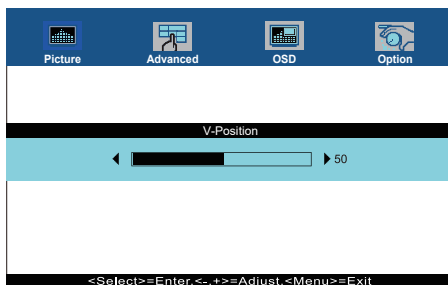 Picture Advanced OSD Option
V-Position
50
<Select>=Enter,<-,+>=Adjust,<Menu>=Exit